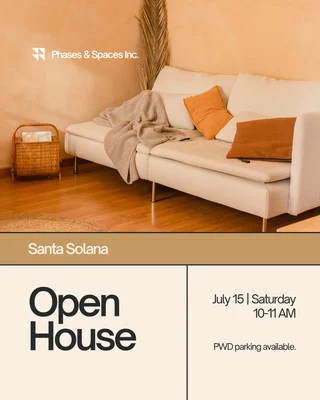 Phases & Spaces Inc.
Santa Solana
Open
House
July 15 | Saturday
10-11 AM
PWD parking available.